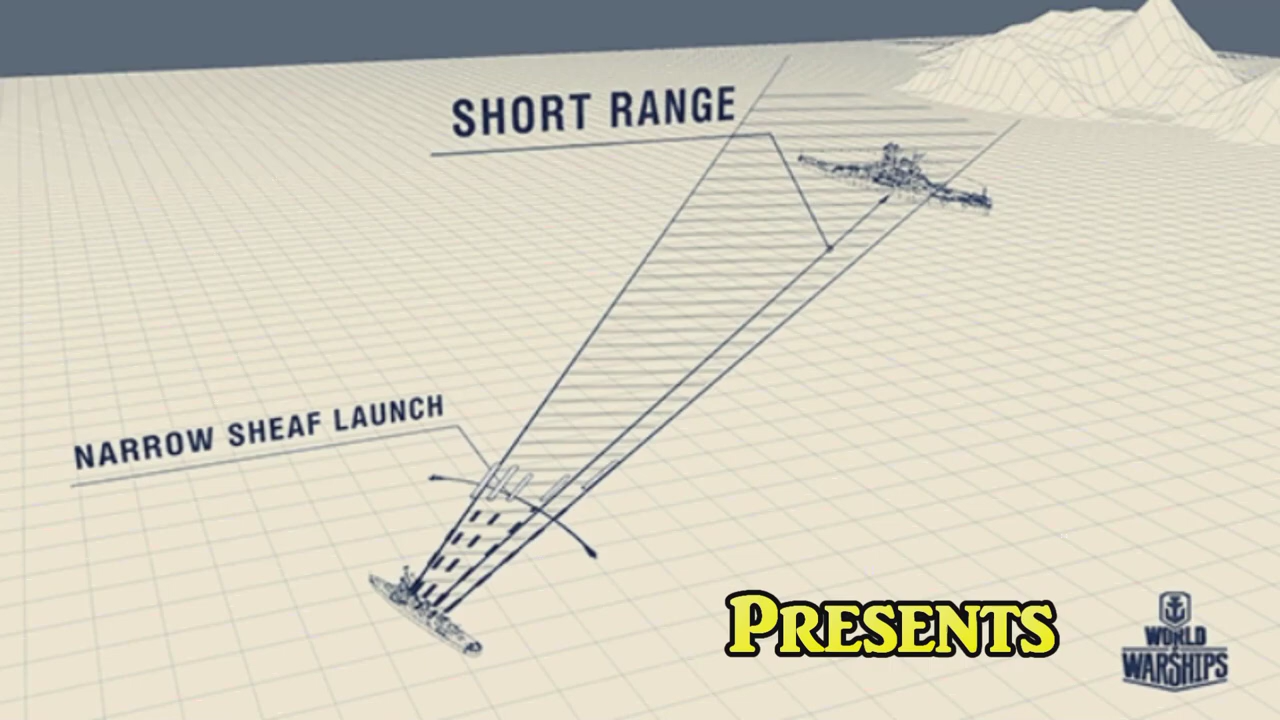 SHORT RANGE
NARROW SHEAF LAUNCH
PRESENTS
WORLD
OF
WARSHIPS